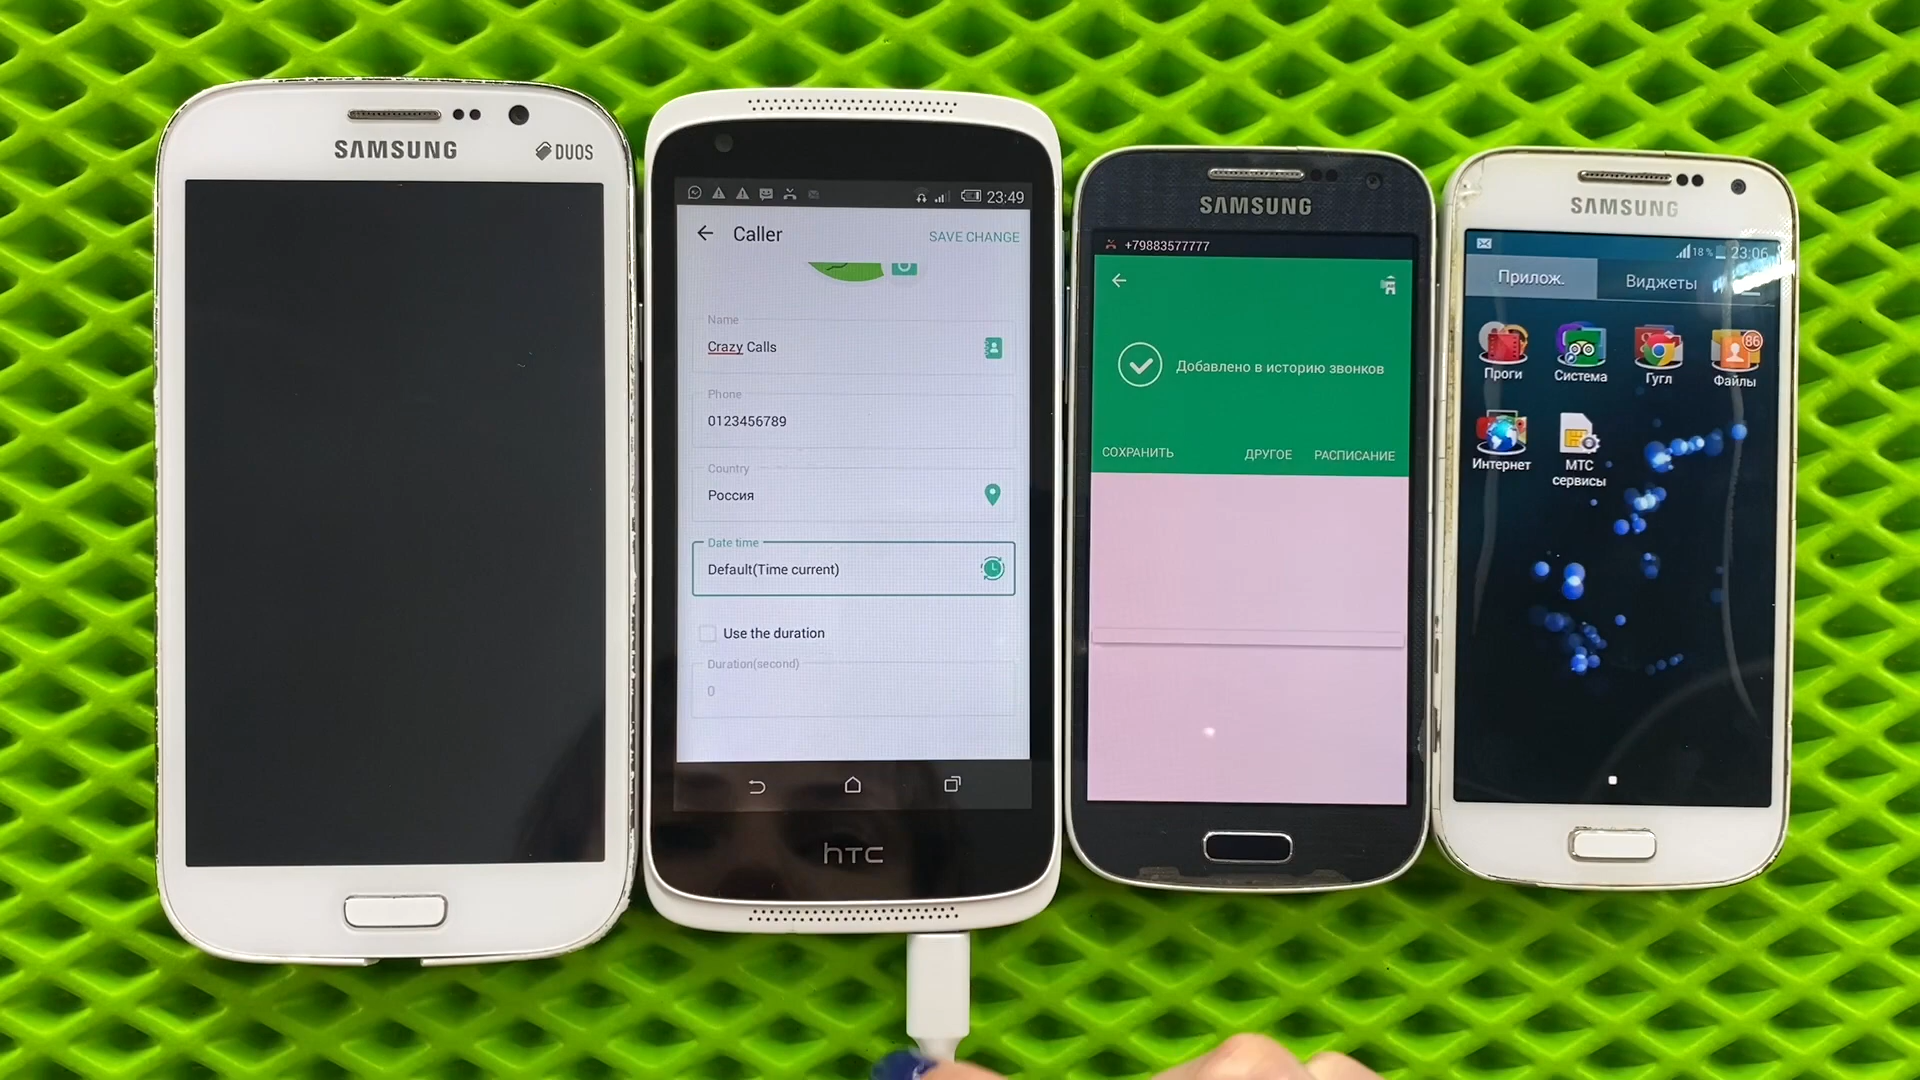 SAMSUNG
DUOS
23:49
Caller
SAVE CHANGE
Name
Crazy Calls
Phone
0123456789
Country
Россия
Date time
Default(Time current)
Use the duration
Duration(second)
0
hTC
SAMSUNG
+79883577777
Добавлено в историю звонков
СОХРАНИТЬ
ДРУГОЕ
РАСПИСАНИЕ
SAMSUNG
18% 23:06
Прилож.
Виджеты
86
Проги
Система
Гугл
Файлы
Интернет
МТС
сервисы